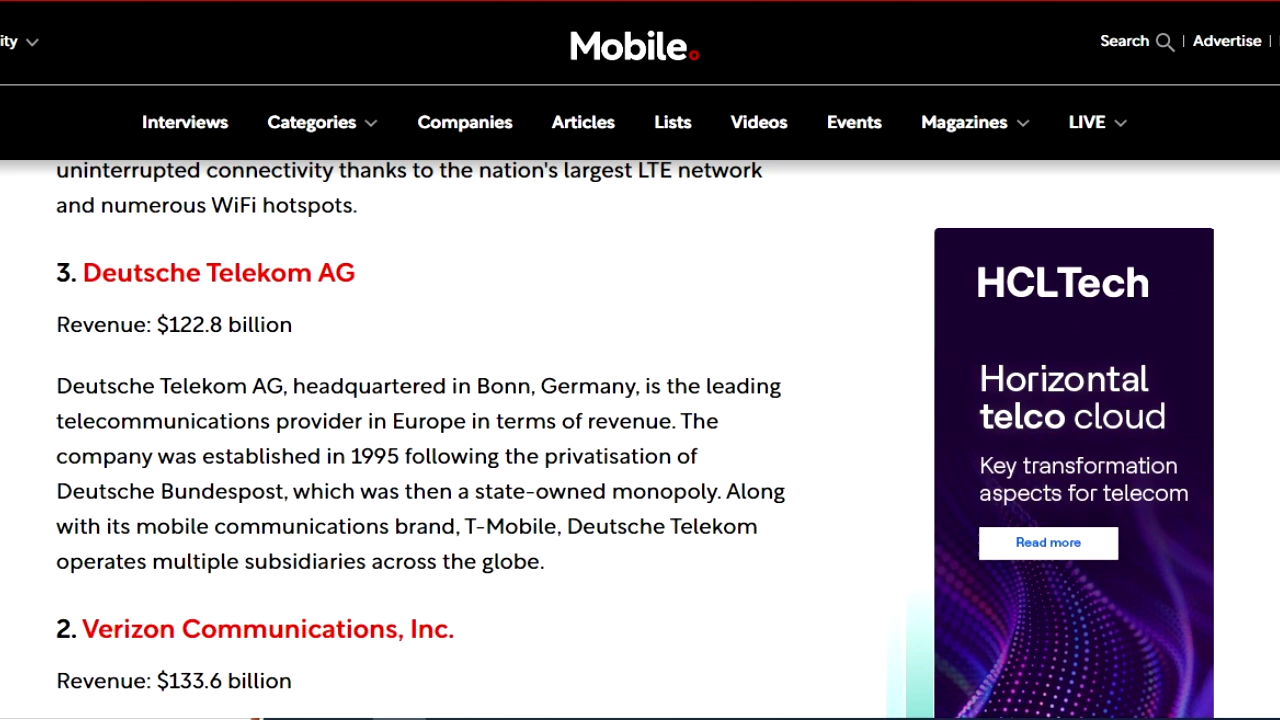 ity
Mobile.
Search | Advertise |
Interviews Categories Companies Articles Lists Videos Events Magazines LIVE
uninterrupted connectivity thanks to the nation's largest LTE network
and numerous WiFi hotspots.
3. Deutsche Telekom AG
Revenue: $122.8 billion
Deutsche Telekom AG, headquartered in Bonn, Germany, is the leading
telecommunications provider in Europe in terms of revenue. The
company was established in 1995 following the privatisation of
Deutsche Bundespost, which was then a state-owned monopoly. Along
with its mobile communications brand, T-Mobile, Deutsche Telekom
operates multiple subsidiaries across the globe.
2. Verizon Communications, Inc.
Revenue: $133.6 billion
HCLTech
Horizontal
telco cloud
Key transformation
aspects for telecom
Read more